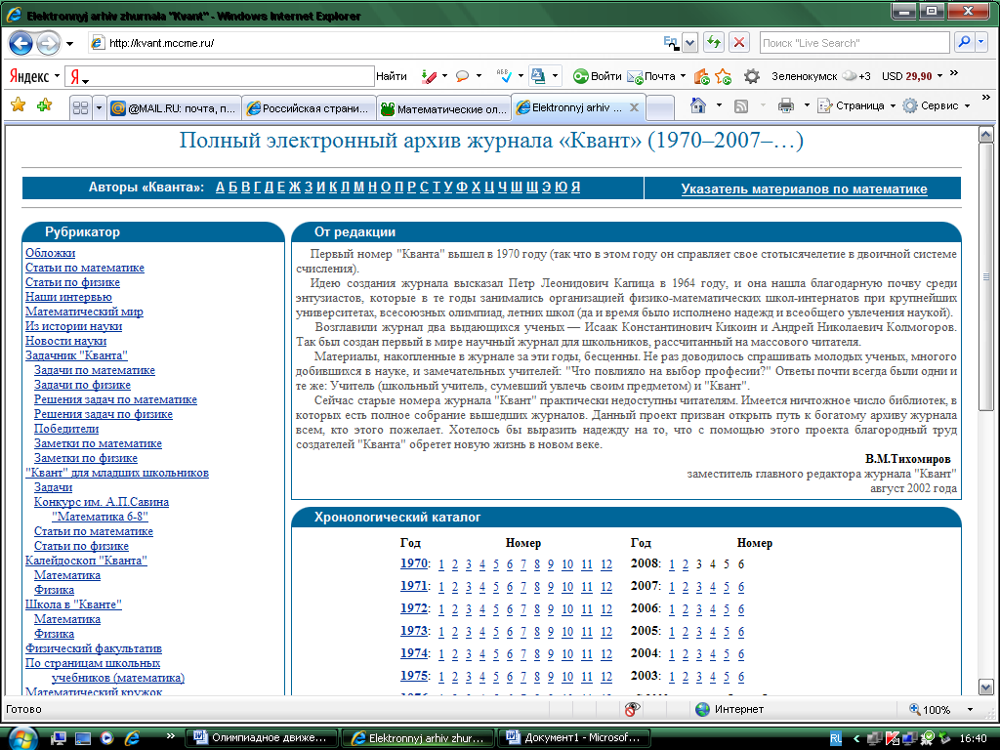 Elektronnyj arhiv zhurnala "Kvant" - Windows Internet Explorer
http://kvant.mccme.ru/
Поиск "Live Search"
Яндекс
Найти
Войти
Почта
Зеленокумск
+3
USD 29,90
@MAIL.RU: почта, п...
Российская страни...
Математические ол...
Elektronnyj arhiv ...
Страница
Сервис
Полный электронный архив журнала «Квант» (1970–2007–…)
Авторы «Кванта»: А Б В Г Д Е Ж З И К Л М Н О П Р С Т У Ф Х Ц Ч Ш Щ Э Ю Я
Указатель материалов по математике
Рубрикатор
Обложки
Статьи по математике
Статьи по физике
Наши интервью
Математический мир
Из истории науки
Новости науки
Задачник "Кванта"
Задачи по математике
Задачи по физике
Решения задач по математике
Решения задач по физике
Победители
Заметки по математике
Заметки по физике
"Квант" для младших школьников
Задачи
Конкурс им. А.П.Савина
"Математика 6-8"
Статьи по математике
Статьи по физике
Калейдоскоп "Кванта"
Математика
Физика
Школа в "Кванте"
Математика
Физика
Физический факультатив
По страницам школьных
учебников (математика)
Математический кружок
От редакции
Первый номер "Кванта" вышел в 1970 году (так что в этом году он справляет свое стотысячелетие в двоичной системе
счисления).
Идею создания журнала высказал Петр Леонидович Капица в 1964 году, и она нашла благодарную почву среди
энтузиастов, которые в те годы занимались организацией физико-математических школ-интернатов при крупнейших
университетах, всесоюзных олимпиад, летних школ (да и время было исполнено надежд и всеобщего увлечения наукой).
Возглавили журнал два выдающихся ученых — Исаак Константинович Кикоин и Андрей Николаевич Колмогоров.
Так был создан первый в мире научный журнал для школьников, рассчитанный на массового читателя.
Материалы, накопленные в журнале за эти годы, бесценны. Не раз доводилось спрашивать молодых ученых, многого
добившихся в науке, и замечательных учителей: "Что повлияло на выбор професии?" Ответы почти всегда были одни и
те же: Учитель (школьный учитель, сумевший увлечь своим предметом) и "Квант".
Сейчас старые номера журнала "Квант" практически недоступны читателям. Имеется ничтожное число библиотек, в
которых есть полное собрание вышедших журналов. Данный проект призван открыть путь к богатому архиву журнала
всем, кто этого пожелает. Хотелось бы выразить надежду на то, что с помощью этого проекта благородный труд
создателей "Кванта" обретет новую жизнь в новом веке.
В.М.Тихомиров
заместитель главного редактора журнала "Квант"
август 2002 года
Хронологический каталог
Год Номер Год Номер
1970: 1 2 3 4 5 6 7 8 9 10 11 12 2008: 1 2 3 4 5 6
1971: 1 2 3 4 5 6 7 8 9 10 11 12 2007: 1 2 3 4 5 6
1972: 1 2 3 4 5 6 7 8 9 10 11 12 2006: 1 2 3 4 5 6
1973: 1 2 3 4 5 6 7 8 9 10 11 12 2005: 1 2 3 4 5 6
1974: 1 2 3 4 5 6 7 8 9 10 11 12 2004: 1 2 3 4 5 6
1975: 1 2 3 4 5 6 7 8 9 10 11 12 2003: 1 2 3 4 5 6
Готово
Интернет
100%
Олимпиадное движе...
Elektronnyj arhiv zhur...
Документ1 - Microsof...
RL
16:40